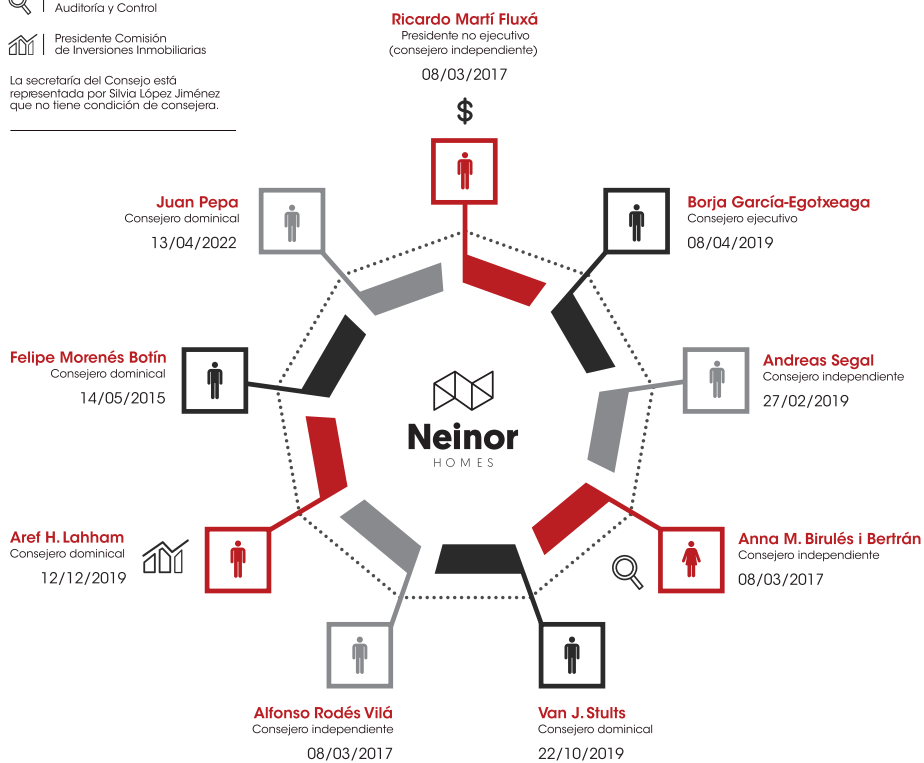 Auditoría y Control
Presidente Comisión
de Inversiones Inmobiliarias
La secretaría del Consejo está
representada por Silvia López Jiménez
que no tiene condición de consejera.
Ricardo Martí Fluxá
Presidente no ejecutivo
(consejero independiente)
08/03/2017
$
Juan Pepa
Consejero dominical
13/04/2022
Borja García-Egotxeaga
Consejero ejecutivo
08/04/2019
Felipe Morenés Botín
Consejero dominical
14/05/2015
Andreas Segal
Consejero independiente
27/02/2019
Neinor
HOMES
Aref H. Lahham
Consejero dominical
12/12/2019
Anna M. Birulés i Bertrán
Consejero independiente
08/03/2017
Alfonso Rodés Vilá
Consejero independiente
08/03/2017
Van J. Stults
Consejero dominical
22/10/2019